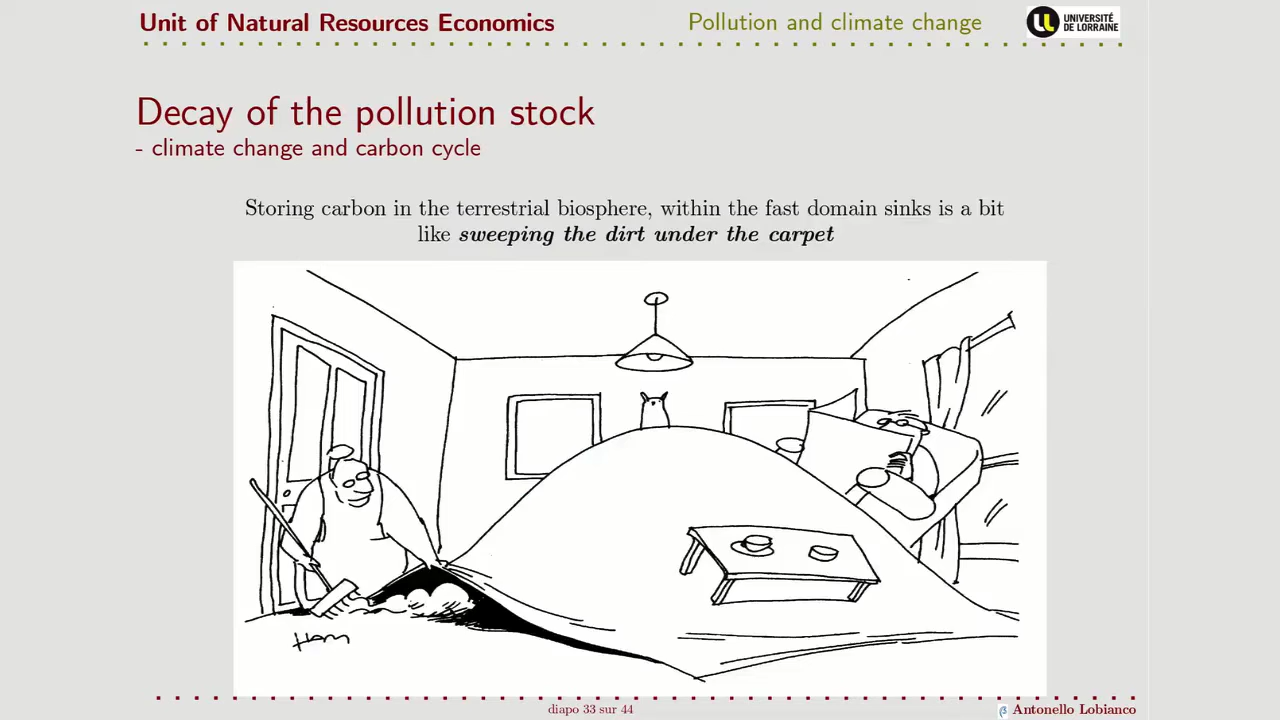 Unit of Natural Resources Economics
Pollution and climate change
UNIVERSITÉ
DE LORRAINE
Decay of the pollution stock
- climate change and carbon cycle
Storing carbon in the terrestrial biosphere, within the fast domain sinks is a bit
like sweeping the dirt under the carpet
Ham
diapo 33 sur 44
β Antonello Lobianco